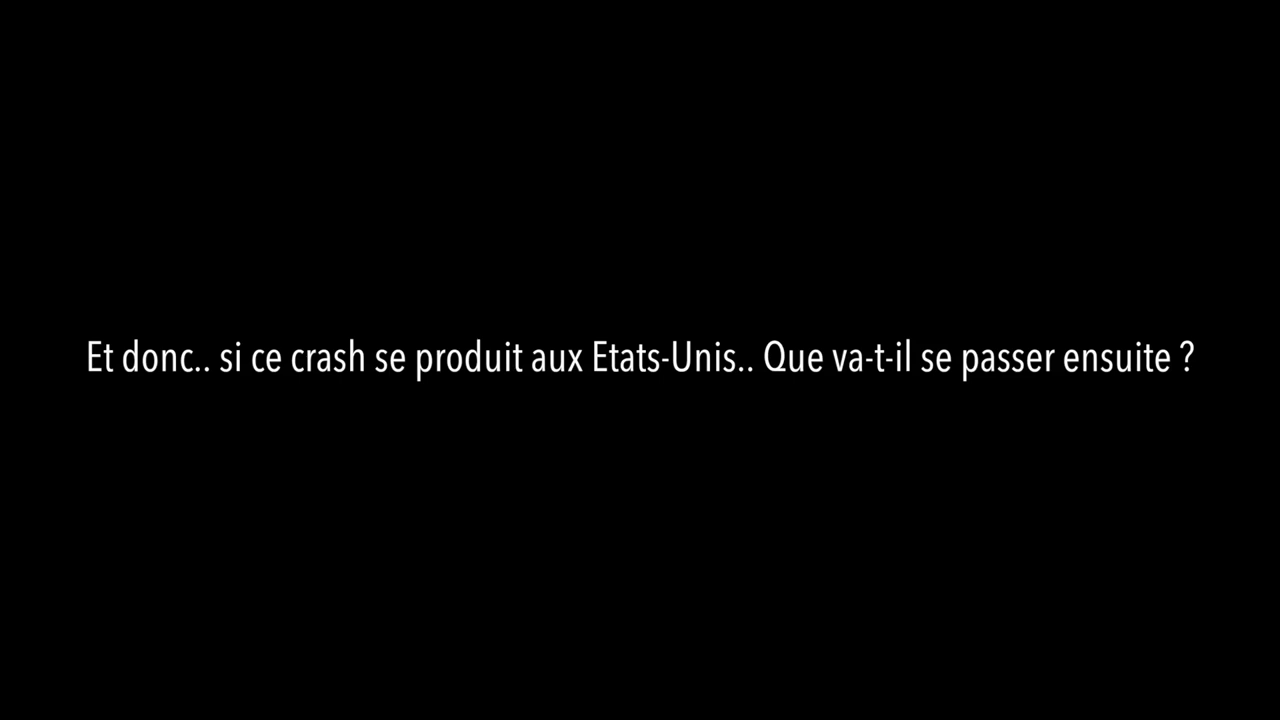 Et donc.. si ce crash se produit aux Etats-Unis.. Que va-t-il se passer ensuite ?